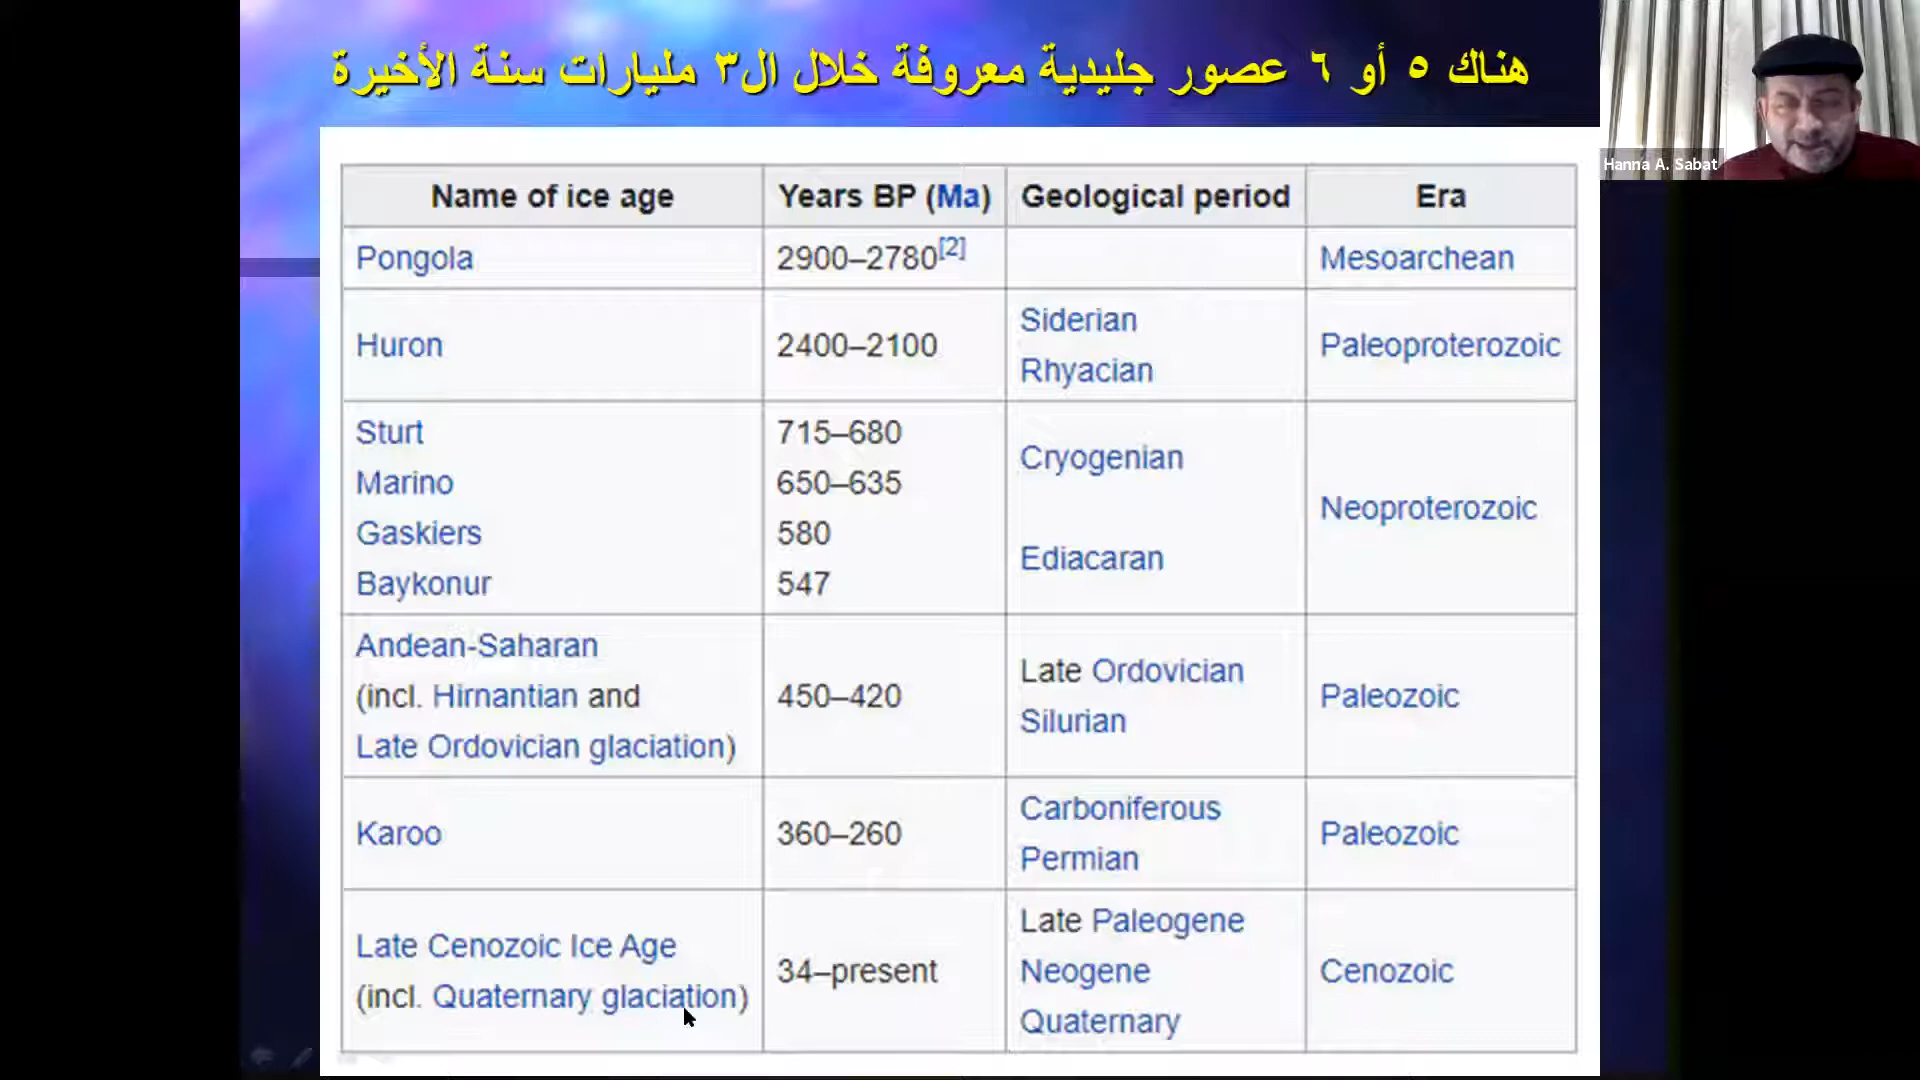 هناك ٥ أو ٦ عصور جليدية معروفة خلال ال٣ مليارات سنة الأخيرة
Hanna A. Sabat
Name of ice age Years BP (Ma) Geological period Era
Pongola 2900–2780[2] Mesoarchean
Huron 2400–2100 Siderian Rhyacian Paleoproterozoic
Sturt 715–680
Marino 650–635
Gaskiers 580
Baykonur 547
Cryogenian
Ediacaran
Neoproterozoic
Andean-Saharan
(incl. Hirnantian and
Late Ordovician glaciation)
450–420
Late Ordovician
Silurian
Paleozoic
Karoo 360–260
Carboniferous
Permian
Paleozoic
Late Cenozoic Ice Age
(incl. Quaternary glaciation)
34–present
Late Paleogene
Neogene
Quaternary
Cenozoic